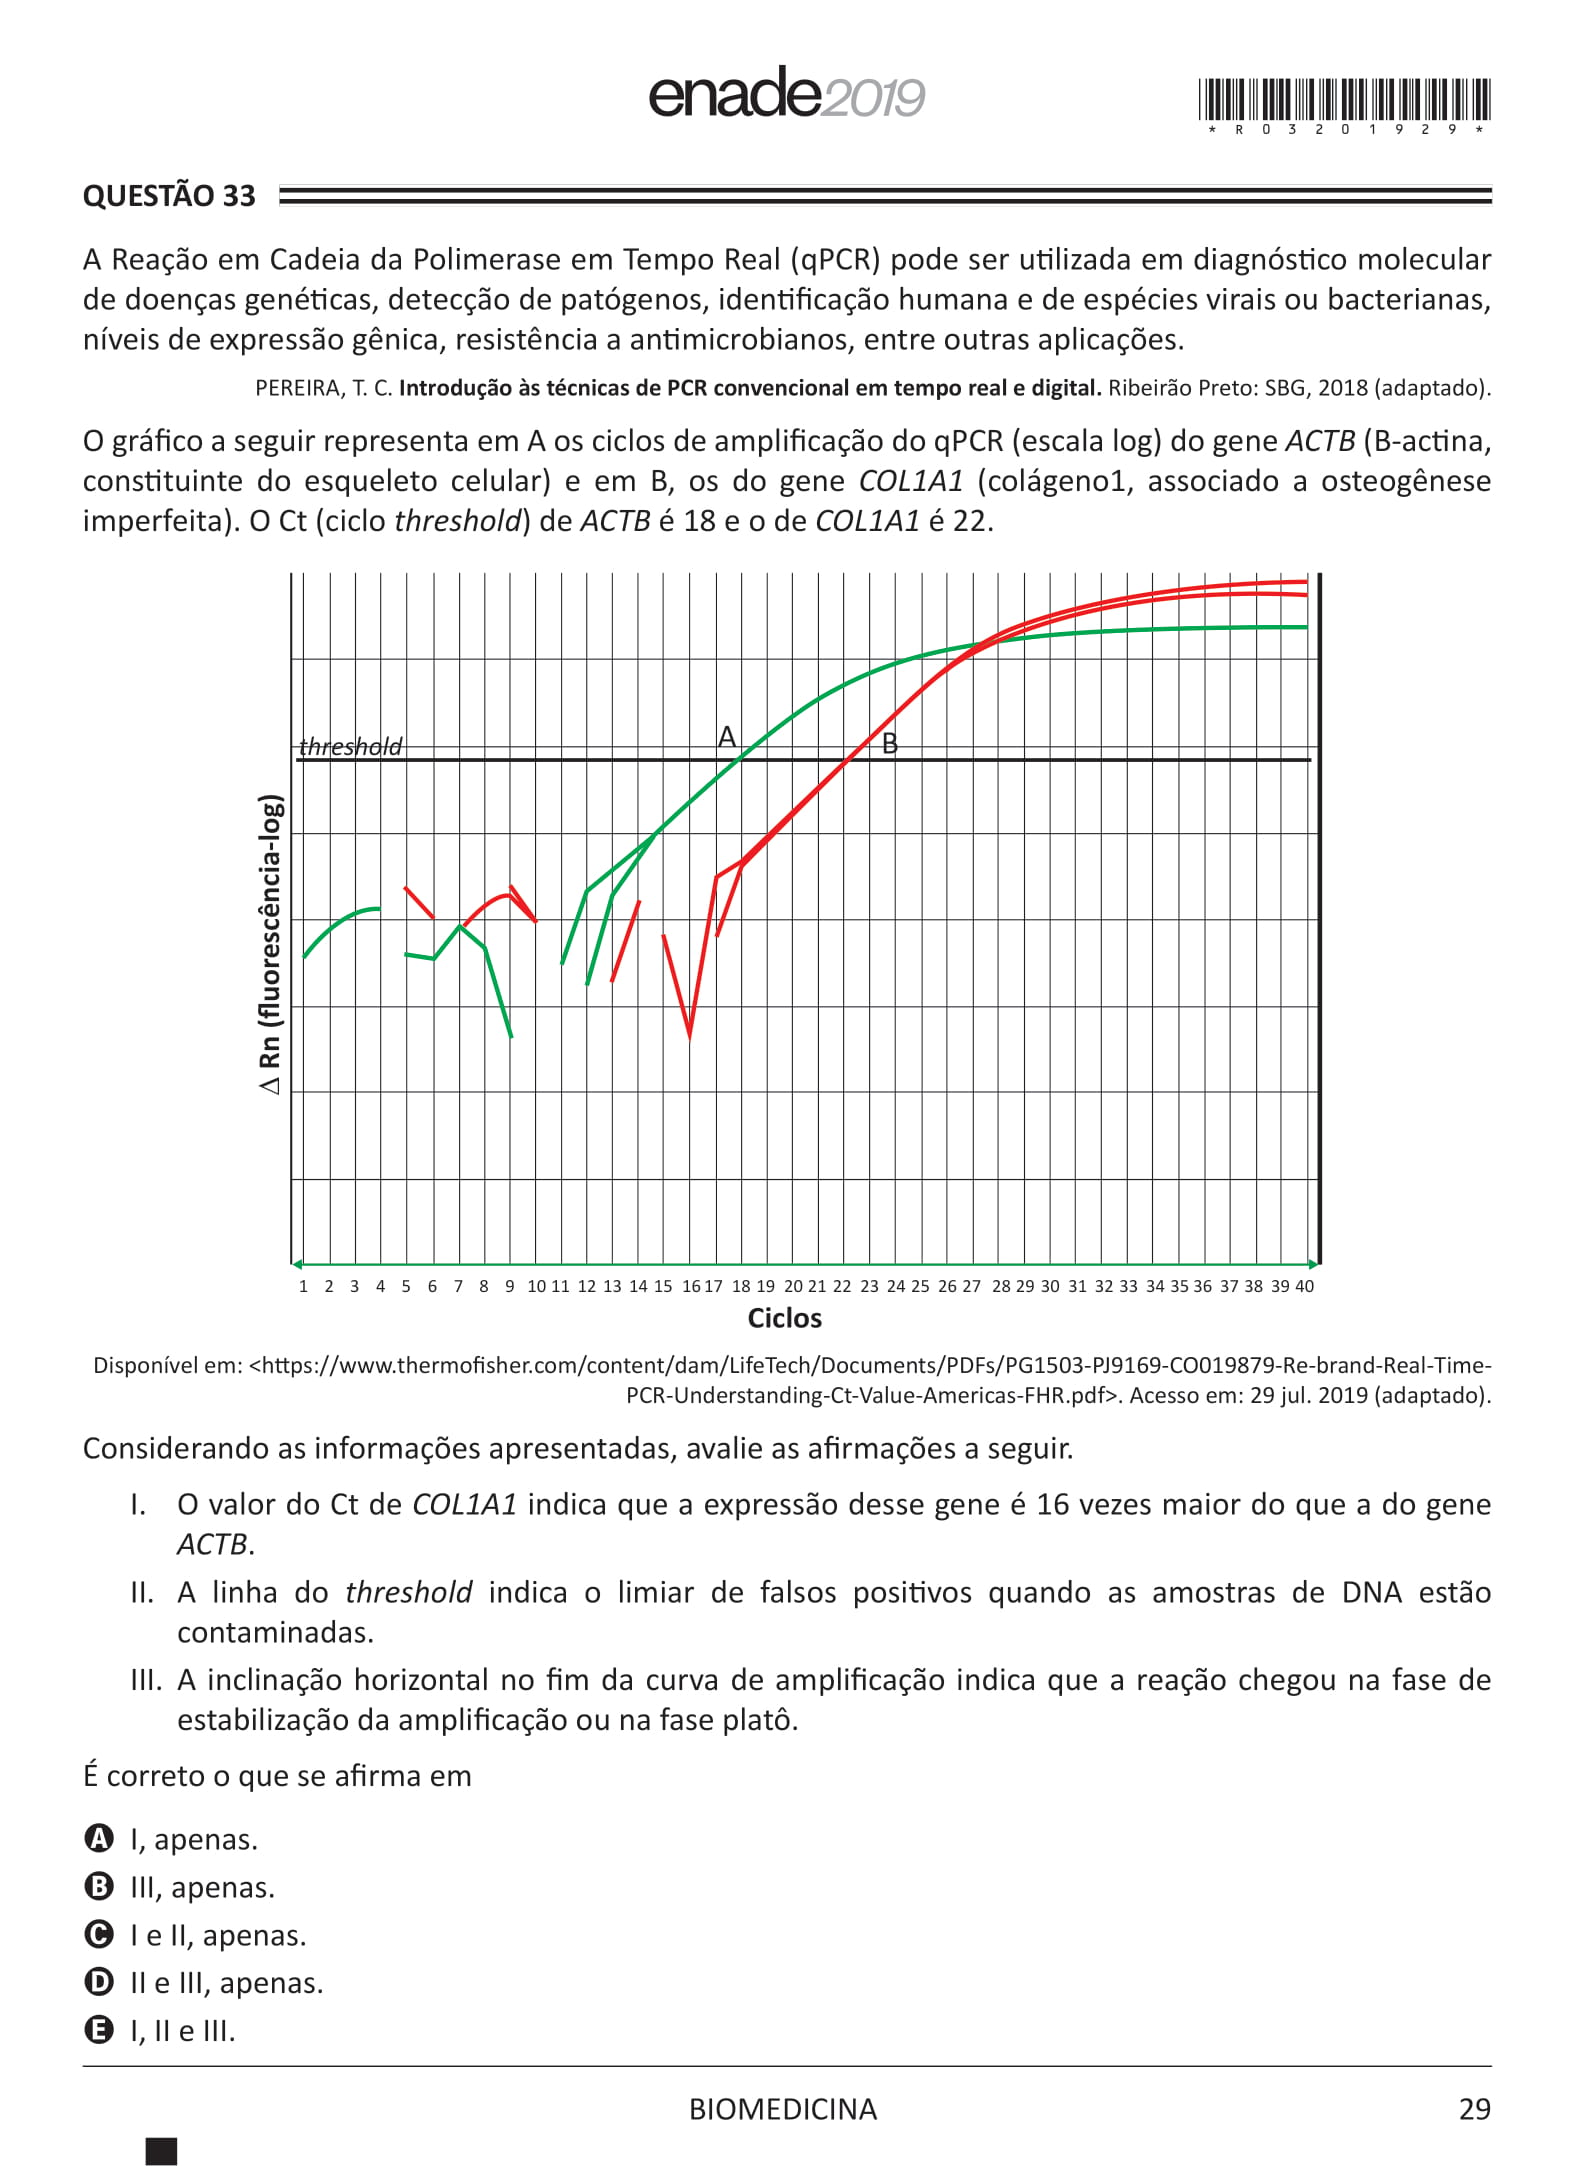 enade2019
* R 0 3 2 0 1 9 2 9 *
QUESTÃO 33
A Reação em Cadeia da Polimerase em Tempo Real (qPCR) pode ser utilizada em diagnóstico molecular
de doenças genéticas, detecção de patógenos, identificação humana e de espécies virais ou bacterianas,
níveis de expressão gênica, resistência a antimicrobianos, entre outras aplicações.
PEREIRA, T. C. Introdução às técnicas de PCR convencional em tempo real e digital. Ribeirão Preto: SBG, 2018 (adaptado).
O gráfico a seguir representa em A os ciclos de amplificação do qPCR (escala log) do gene ACTB (B-actina,
constituinte do esqueleto celular) e em B, os do gene COL1A1 (colágeno1, associado a osteogênese
imperfeita). O Ct (ciclo threshold) de ACTB é 18 e o de COL1A1 é 22.
threshold
A
B
Δ Rn (fluorescência-log)
1 2 3 4 5 6 7 8 9 10 11 12 13 14 15 16 17 18 19 20 21 22 23 24 25 26 27 28 29 30 31 32 33 34 35 36 37 38 39 40
Ciclos
Disponível em: <https://www.thermofisher.com/content/dam/LifeTech/Documents/PDFs/PG1503-PJ9169-CO019879-Re-brand-Real-Time-
PCR-Understanding-Ct-Value-Americas-FHR.pdf>. Acesso em: 29 jul. 2019 (adaptado).
Considerando as informações apresentadas, avalie as afirmações a seguir.
I. O valor do Ct de COL1A1 indica que a expressão desse gene é 16 vezes maior do que a do gene
ACTB.
II. A linha do threshold indica o limiar de falsos positivos quando as amostras de DNA estão
contaminadas.
III. A inclinação horizontal no fim da curva de amplificação indica que a reação chegou na fase de
estabilização da amplificação ou na fase platô.
É correto o que se afirma em
A I, apenas.
B III, apenas.
C I e II, apenas.
D II e III, apenas.
E I, II e III.
BIOMEDICINA
29